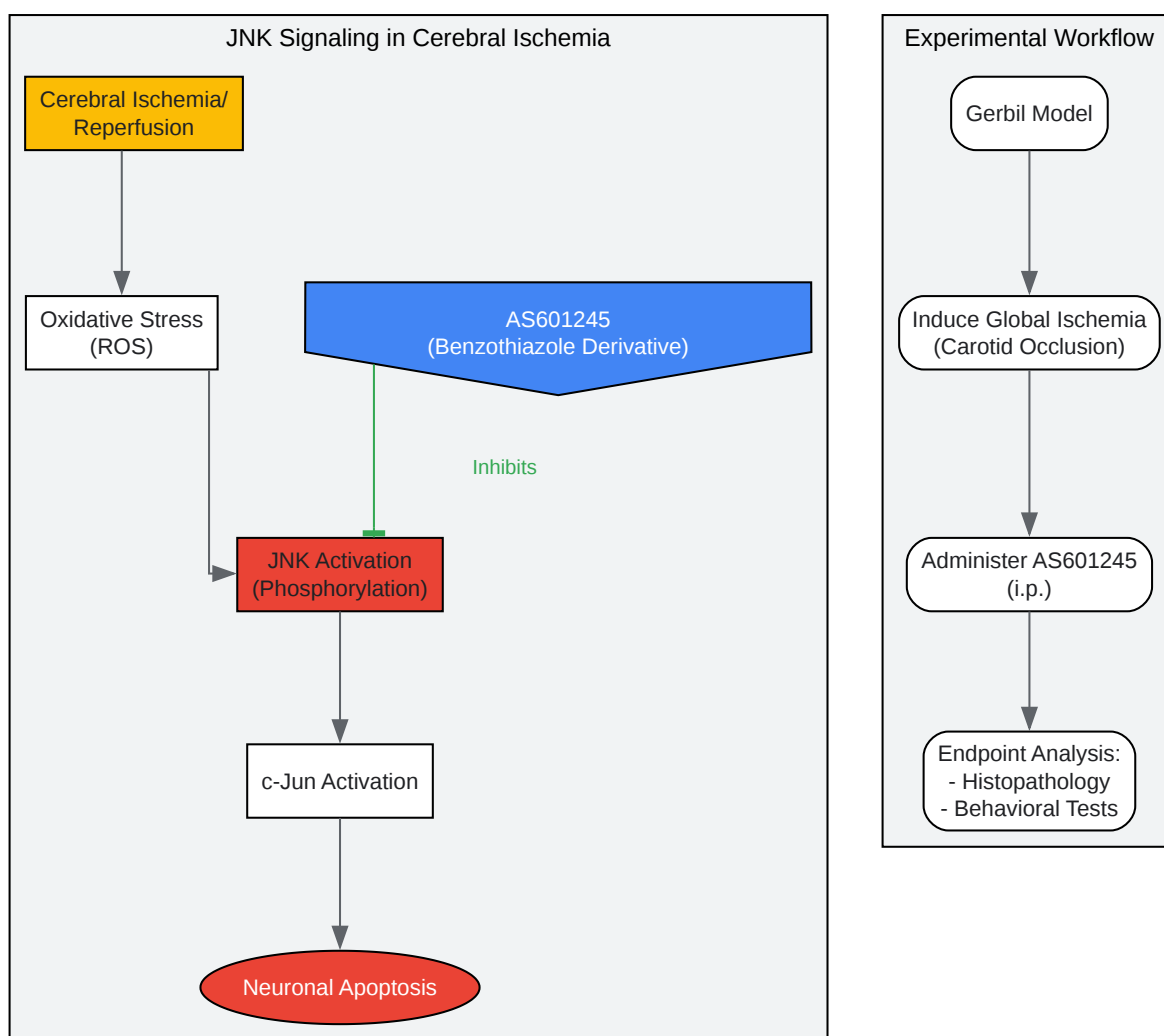 JNK Signaling in Cerebral Ischemia
Cerebral Ischemia/
Reperfusion
Oxidative Stress
(ROS)
AS601245
(Benzothiazole Derivative)
Inhibits
JNK Activation
(Phosphorylation)
c-Jun Activation
Neuronal Apoptosis
Experimental Workflow
Gerbil Model
Induce Global Ischemia
(Carotid Occlusion)
Administer AS601245
(i.p.)
Endpoint Analysis:
- Histopathology
- Behavioral Tests